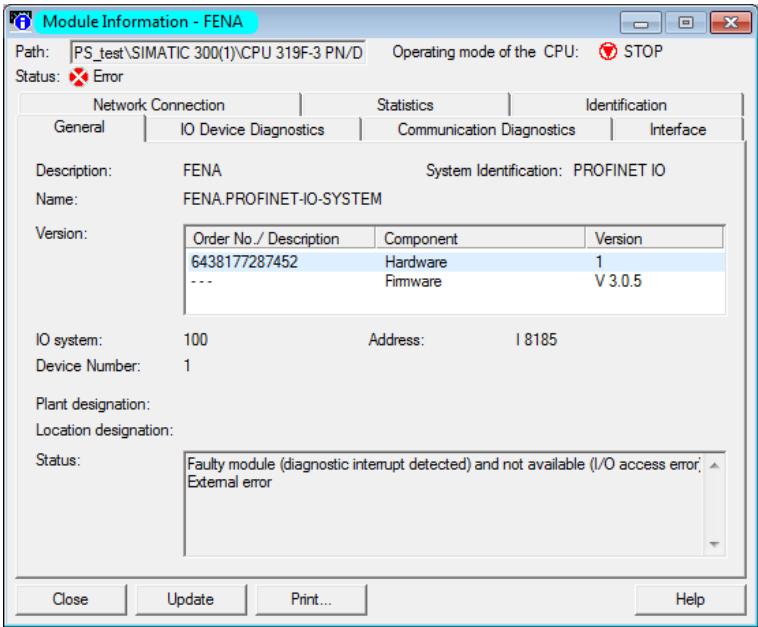 Module Information - FENA
Path: PS_test\SIMATIC 300(1)\CPU 319F-3 PN/D Operating mode of the CPU: STOP
Status: Error
Network Connection Statistics Identification
General IO Device Diagnostics Communication Diagnostics Interface
Description: FENA System Identification: PROFINET IO
Name: FENA.PROFINET-IO-SYSTEM
Version: Order No./ Description Component Version
6438177287452 Hardware 1
- - - Firmware V 3.0.5
IO system: 100 Address: I 8185
Device Number: 1
Plant designation:
Location designation:
Status: Faulty module (diagnostic interrupt detected) and not available (I/O access error)
External error
Close Update Print... Help